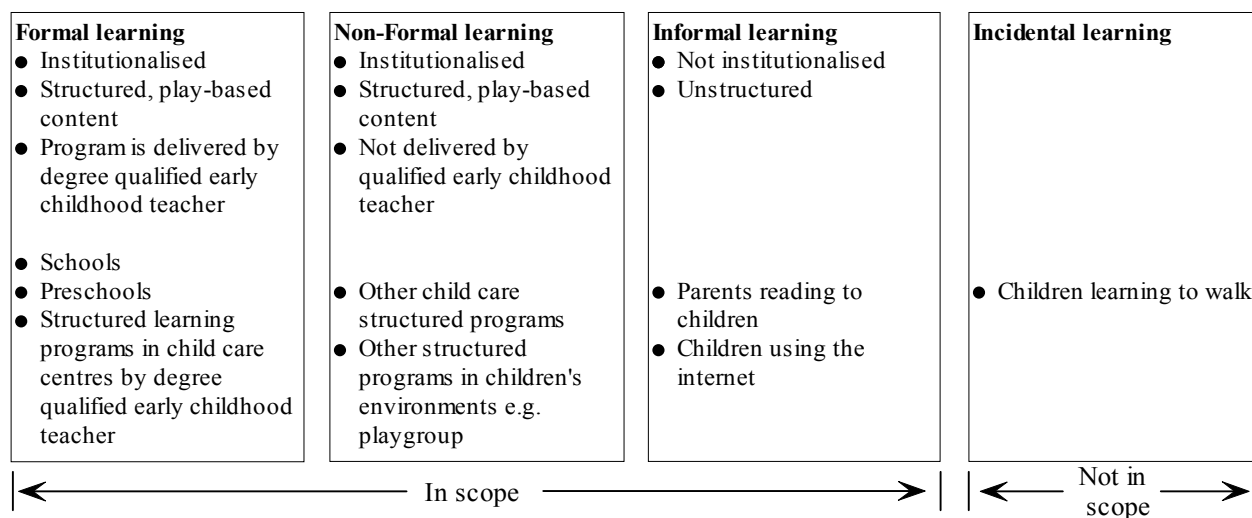 Formal learning
● Institutionalised
● Structured, play-based
content
● Program is delivered by
degree qualified early
childhood teacher
● Schools
● Preschools
● Structured learning
programs in child care
centres by degree
qualified early childhood
teacher
Non-Formal learning
● Institutionalised
● Structured, play-based
content
● Not delivered by
qualified early childhood
teacher
● Other child care
structured programs
● Other structured
programs in children's
environments e.g.
playgroup
Informal learning
● Not institutionalised
● Unstructured
● Parents reading to
children
● Children using the
internet
Incidental learning
● Children learning to walk
In scope
Not in
scope